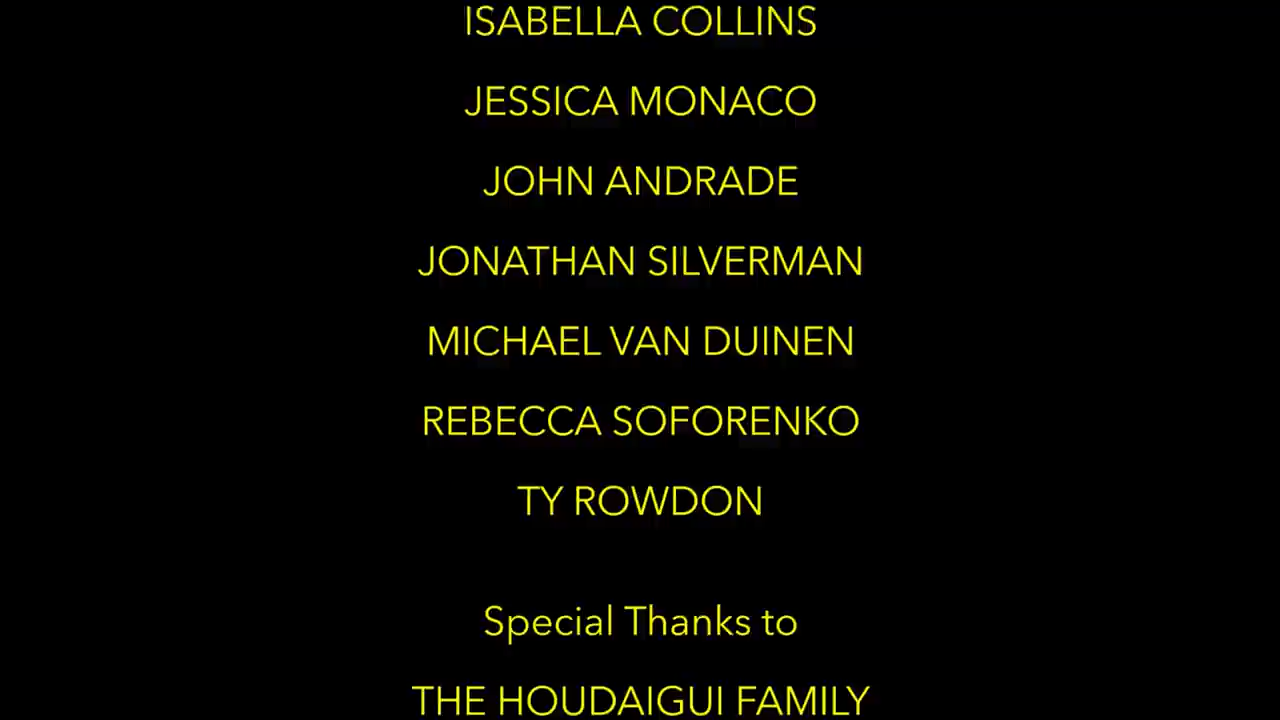 ISABELLA COLLINS
JESSICA MONACO
JOHN ANDRADE
JONATHAN SILVERMAN
MICHAEL VAN DUINEN
REBECCA SOFORENKO
TY ROWDON
Special Thanks to
THE HOUDAIGUI FAMILY